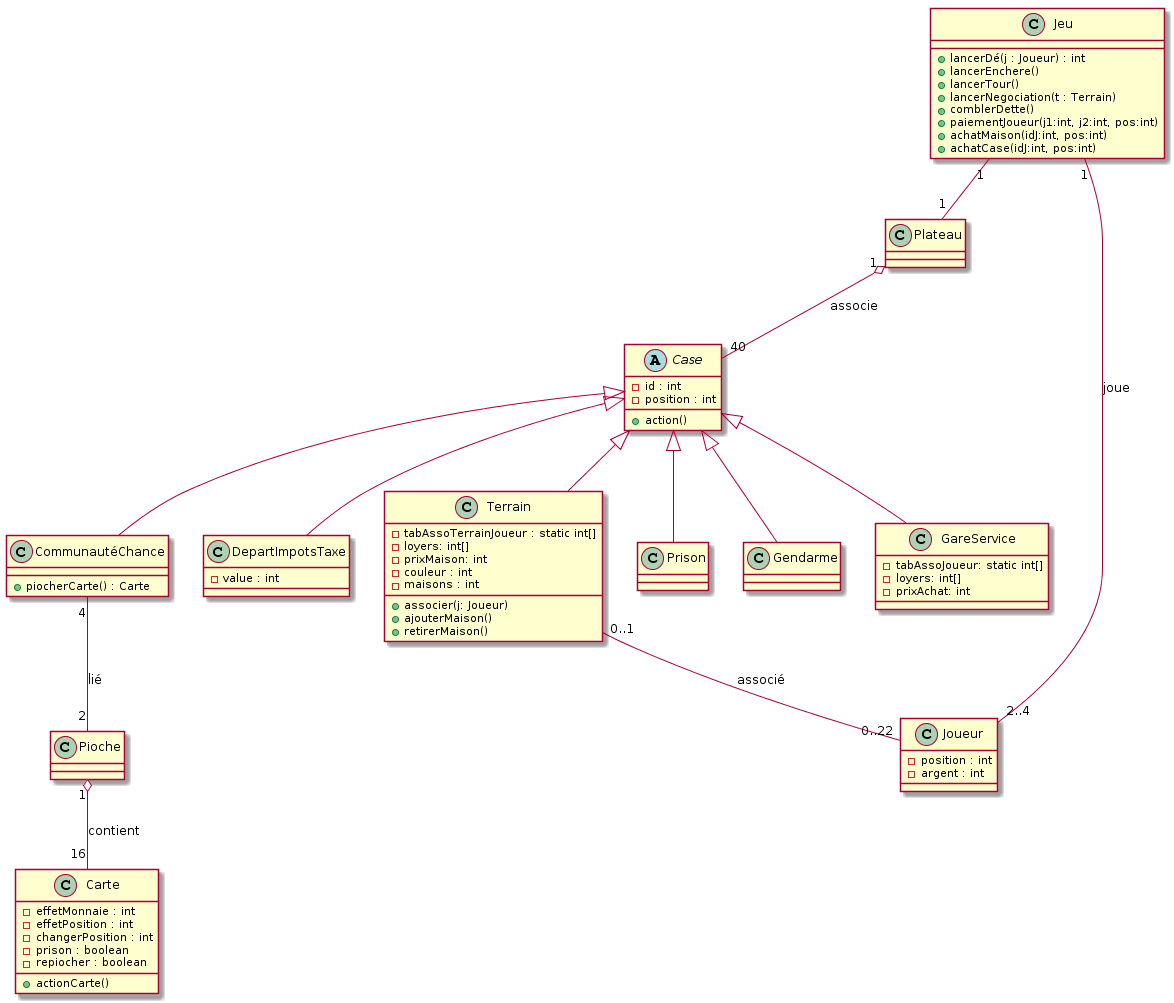 C Jeu
lancerDé(j : Joueur) : int
lancerEnchere()
lancerTour()
lancerNegociation(t : Terrain)
comblerDette()
paiementJoueur(j1:int, j2:int, pos:int)
achatMaison(idJ:int, pos:int)
achatCase(idJ:int, pos:int)
1 1
1
C Plateau
1
associe
40
A Case
id : int
position : int
action()
joue
C CommunautéChance
piocherCarte() : Carte
C DepartImpotsTaxe
value : int
C Terrain
tabAssoTerrainJoueur : static int[]
loyers: int[]
prixMaison: int
couleur : int
maisons : int
associer(j: Joueur)
ajouterMaison()
retirerMaison()
C Prison
C Gendarme
C GareService
tabAssoJoueur: static int[]
loyers: int[]
prixAchat: int
4
lié
2
0..1
associé
0..22
2..4
C Joueur
position : int
argent : int
C Pioche
1
contient
16
C Carte
effetMonnaie : int
effetPosition : int
changerPosition : int
prison : boolean
repiocher : boolean
actionCarte()